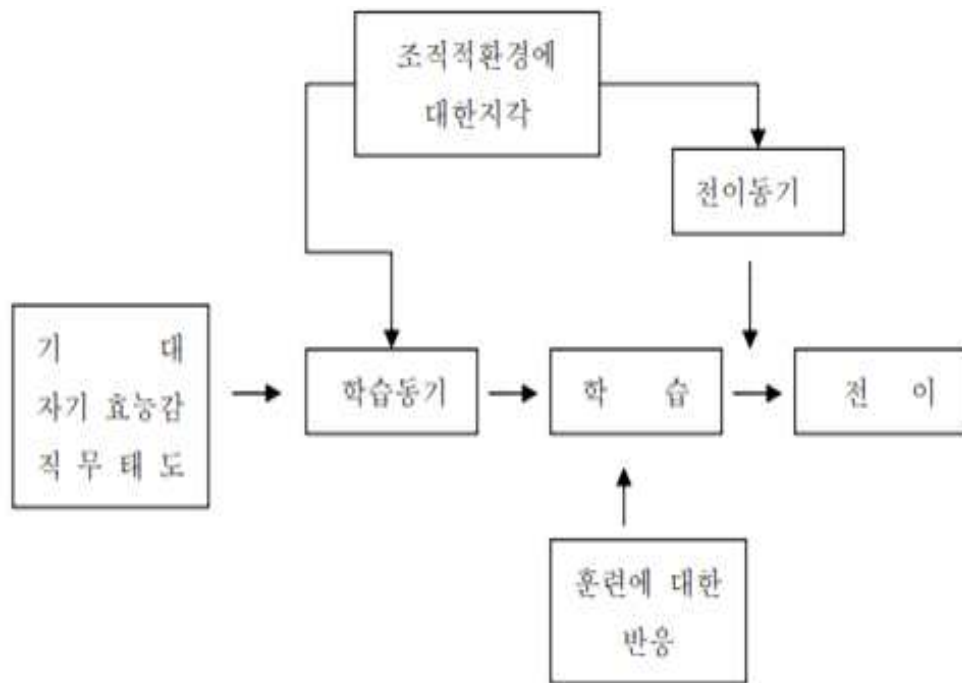 조직적환경에
대한지각
전이동기
기 대
자기 효능감
직 무 태 도
학습동기
학 습
전 이
훈련에 대한
반응